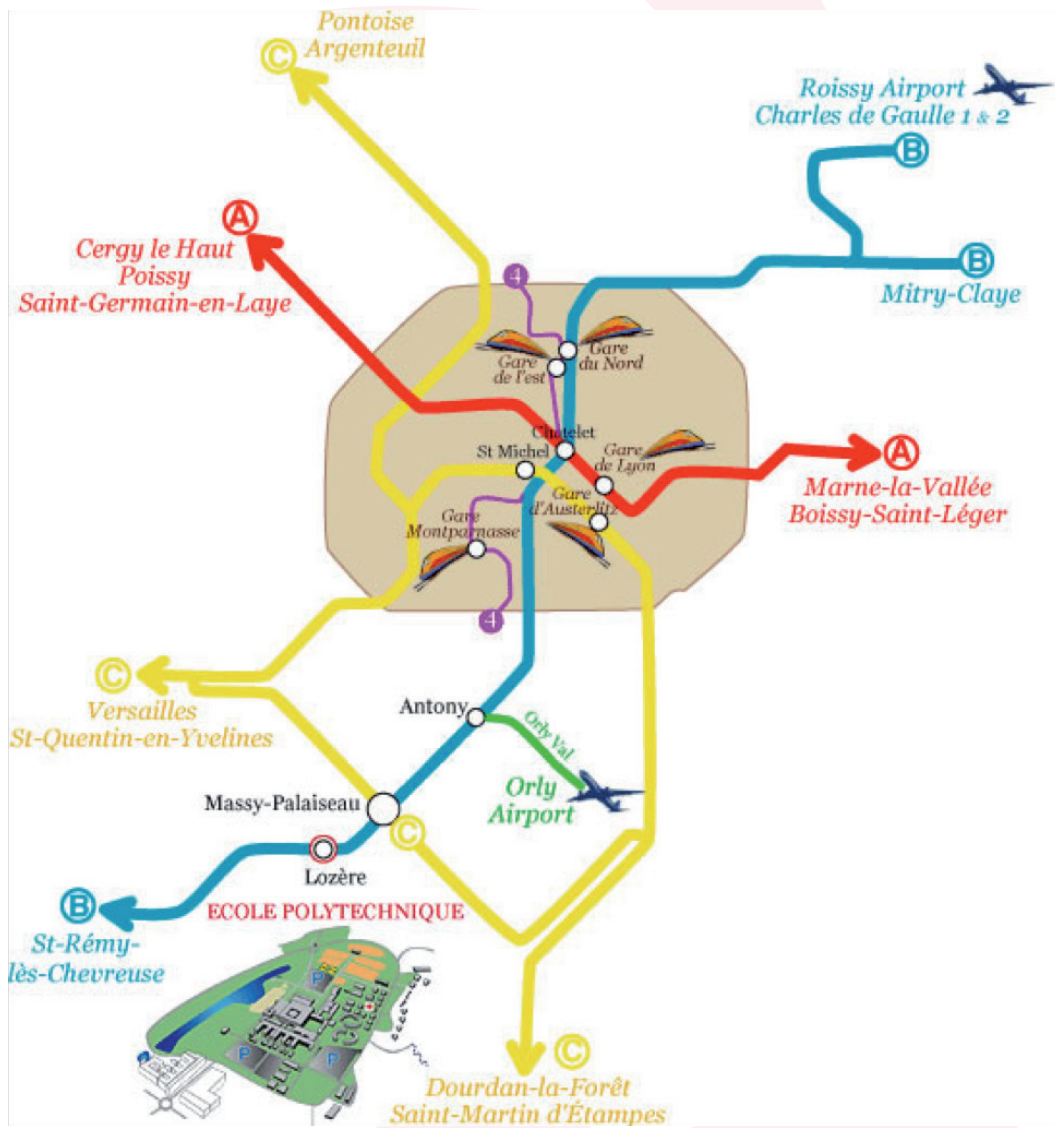 Pontoise
Argenteuil
C
Roissy Airport
Charles de Gaulle 1 & 2
B
A
Cergy le Haut
Poissy
Saint-Germain-en-Laye
B
Mitry-Claye
4
Gare
du Nord
Gare
de l'est
Chatelet
St Michel
Gare
de Lyon
A
Marne-la-Vallée
Boissy-Saint-Léger
Gare
d'Austerlitz
Gare
Montparnasse
4
C
Versailles
St-Quentin-en-Yvelines
Antony
Orly Val
Orly
Airport
Massy-Palaiseau
C
Lozère
B
ECOLE POLYTECHNIQUE
St-Rémy-
lès-Chevreuse
P
P
P
C
Dourdan-la-Forêt
Saint-Martin d'Étampes